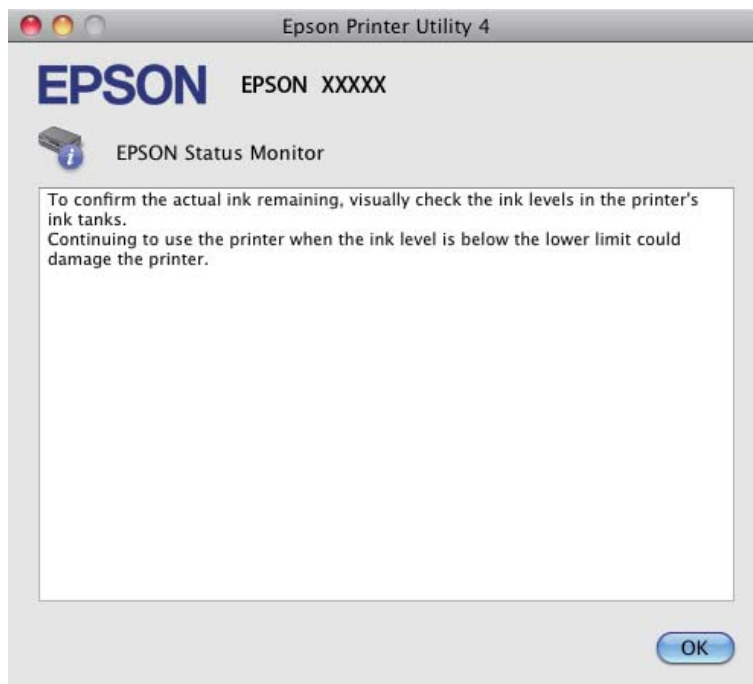 Epson Printer Utility 4
EPSON
EPSON XXXXX
EPSON Status Monitor
To confirm the actual ink remaining, visually check the ink levels in the printer's
ink tanks.
Continuing to use the printer when the ink level is below the lower limit could
damage the printer.
OK